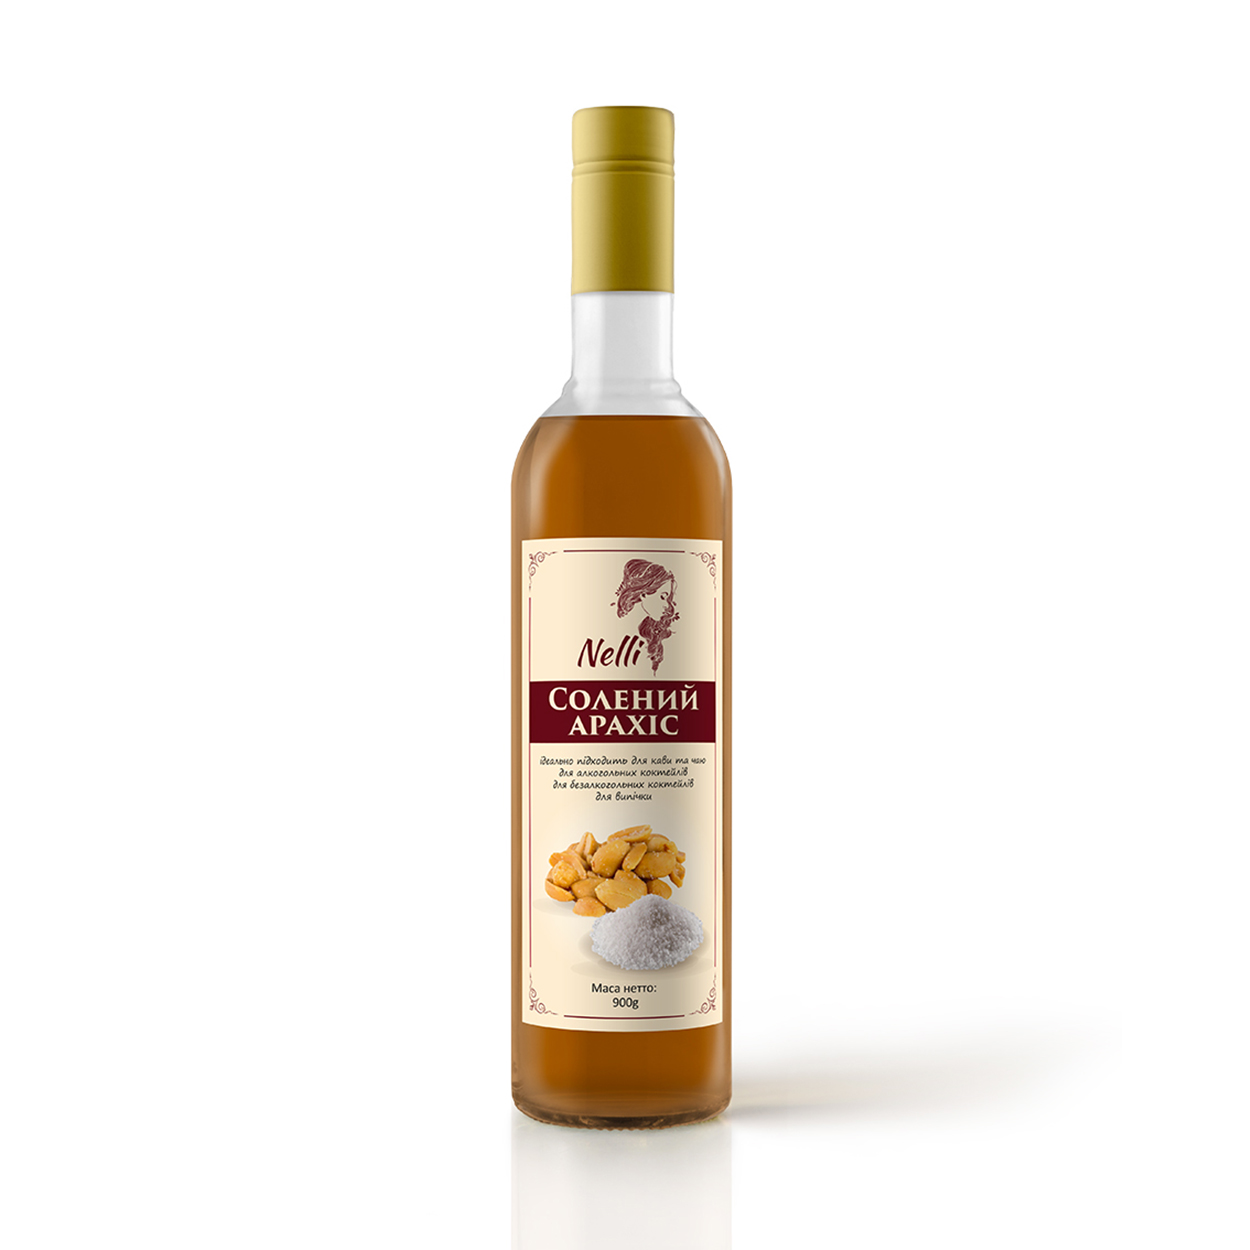 Nelli
Солений
арахіс
ідеально підходить для кави та чаю
для алкогольних коктейлів
для безалкогольних коктейлів
для випічки
Маса нетто:
900g